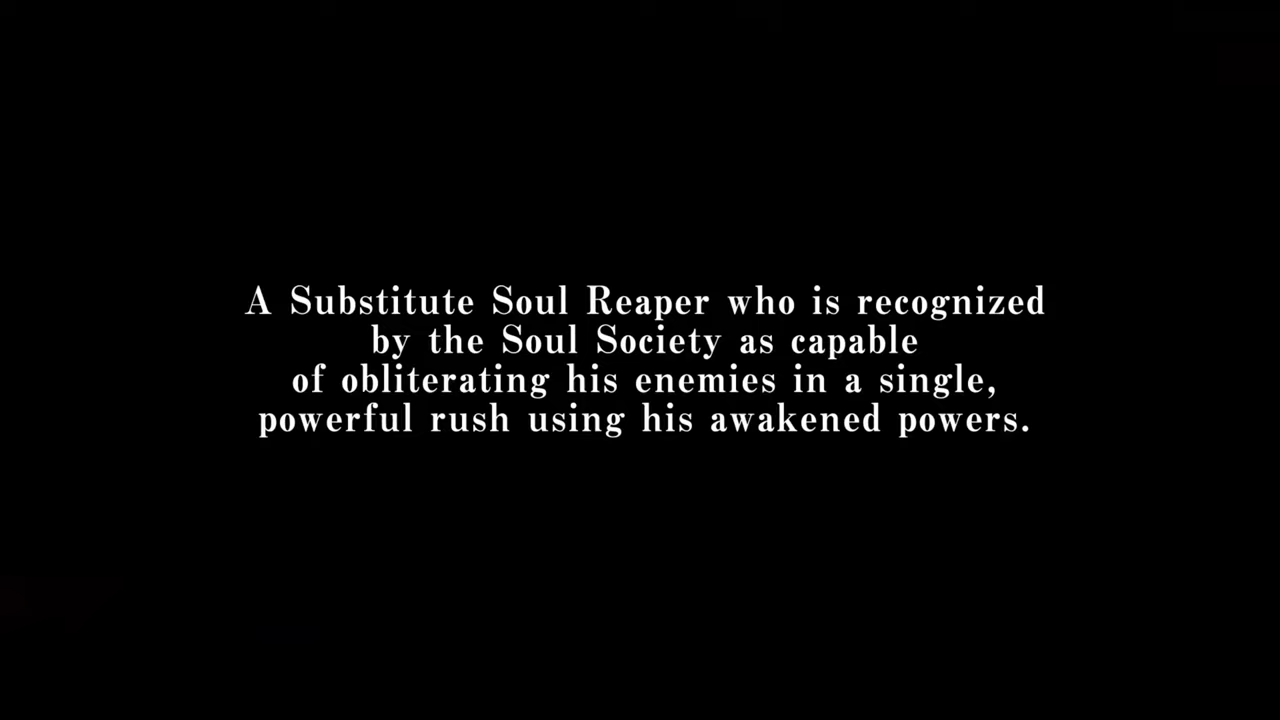 A Substitute Soul Reaper who is recognized
by the Soul Society as capable
of obliterating his enemies in a single,
powerful rush using his awakened powers.